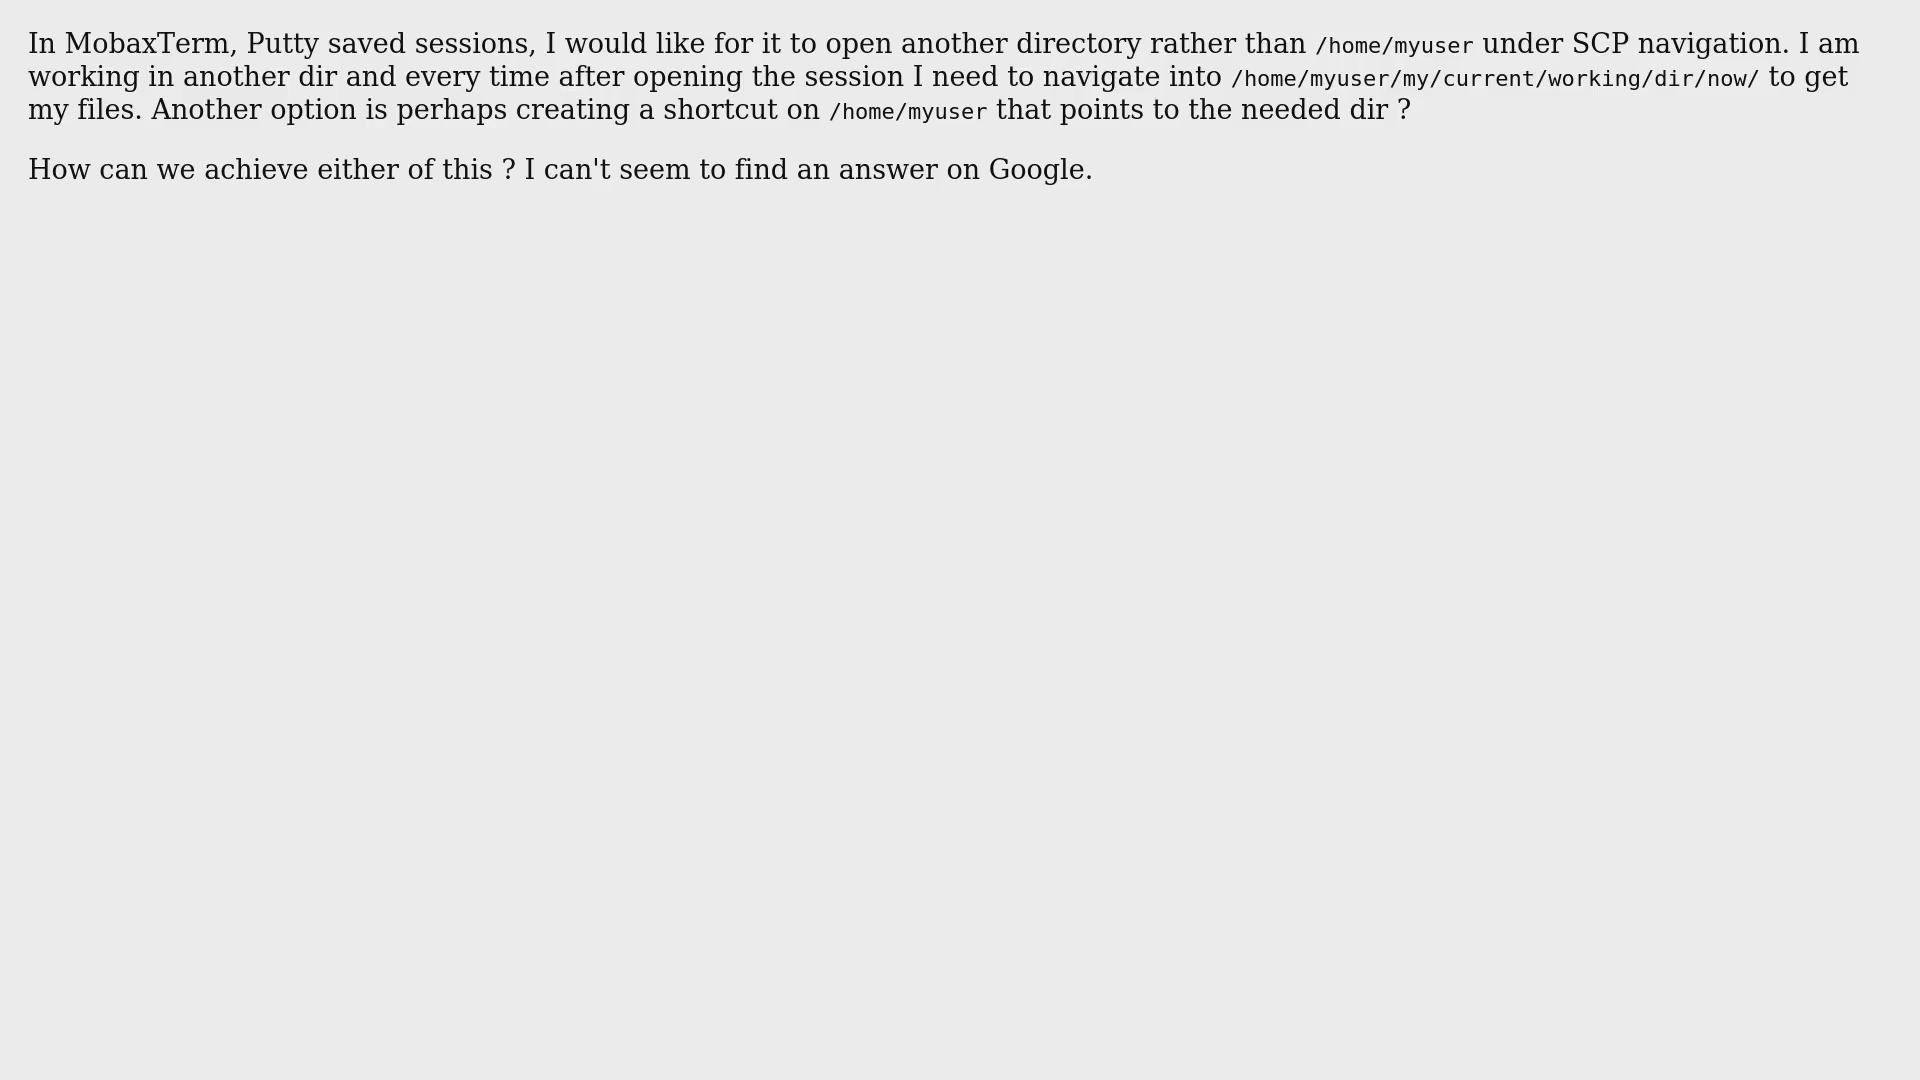 In MobaxTerm, Putty saved sessions, I would like for it to open another directory rather than /home/myuser under SCP navigation. I am
working in another dir and every time after opening the session I need to navigate into /home/myuser/my/current/working/dir/now/ to get
my files. Another option is perhaps creating a shortcut on /home/myuser that points to the needed dir ?
How can we achieve either of this ? I can't seem to find an answer on Google.